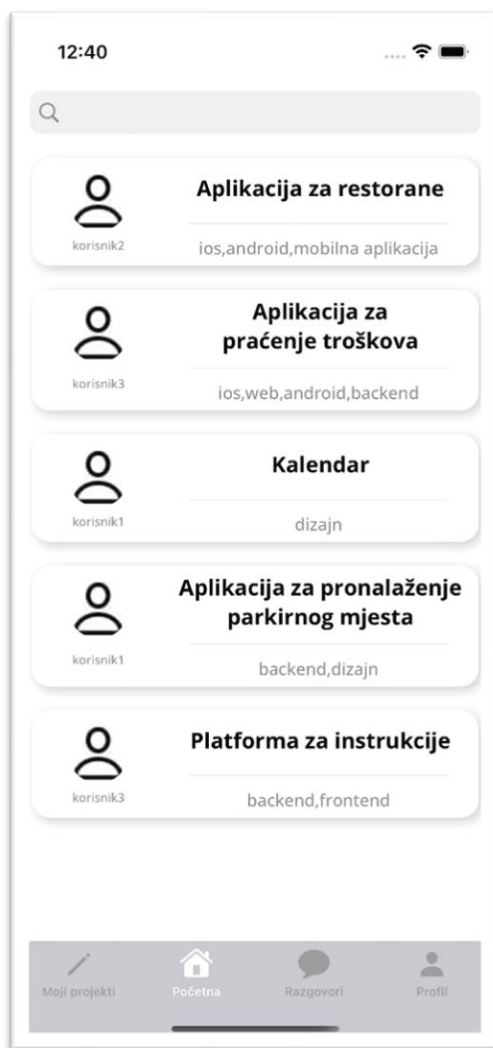 12:40
Aplikacija za restorane
korisnik2
ios,android,mobilna aplikacija
Aplikacija za
praćenje troškova
korisnik3
ios,web,android,backend
Kalendar
korisnik1
dizajn
Aplikacija za pronalaženje
parkirnog mjesta
korisnik1
backend,dizajn
Platforma za instrukcije
korisnik3
backend,frontend
Moji projekti
Početna
Razgovori
Profil